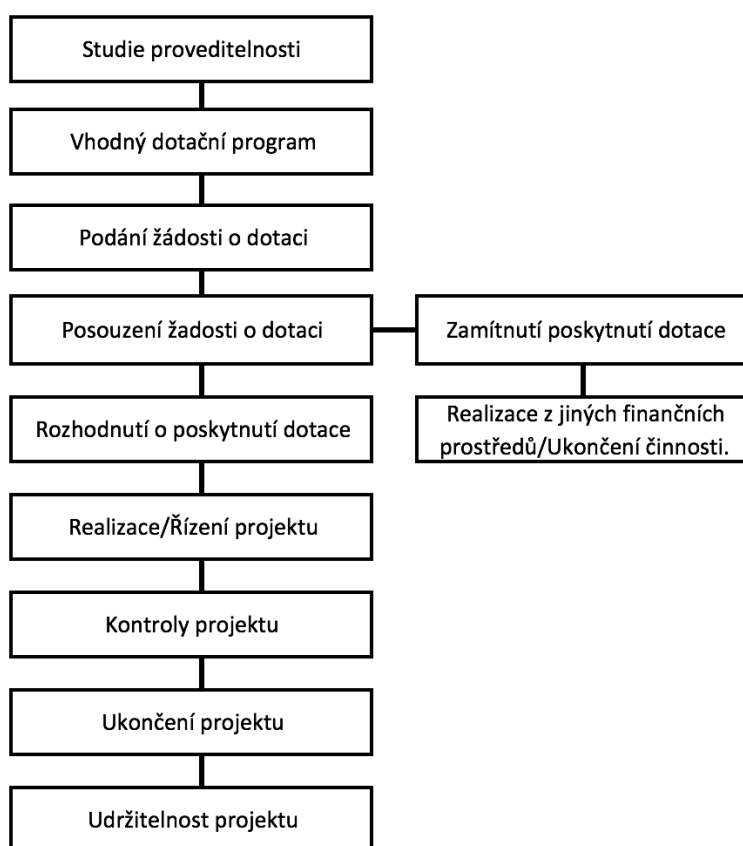 Studie proveditelnosti
Vhodný dotační program
Podání žádosti o dotaci
Posouzení žadosti o dotaci
Zamítnutí poskytnutí dotace
Rozhodnutí o poskytnutí dotace
Realizace z jiných finančních
prostředů/Ukončení činnosti.
Realizace/Řízení projektu
Kontroly projektu
Ukončení projektu
Udržitelnost projektu